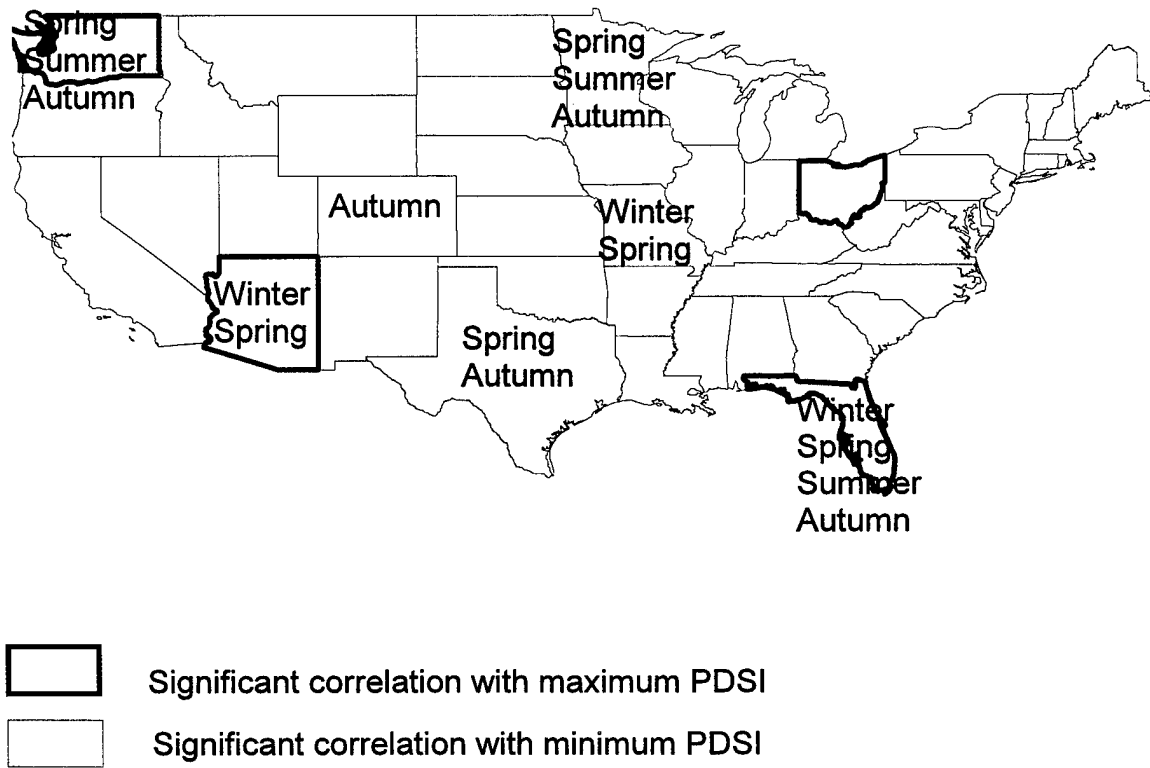 Spring
Summer
Autumn
Spring
Summer
Autumn
Autumn
Winter
Spring
Winter
Spring
Spring
Autumn
Winter
Spring
Summer
Autumn
Significant correlation with maximum PDSI
Significant correlation with minimum PDSI